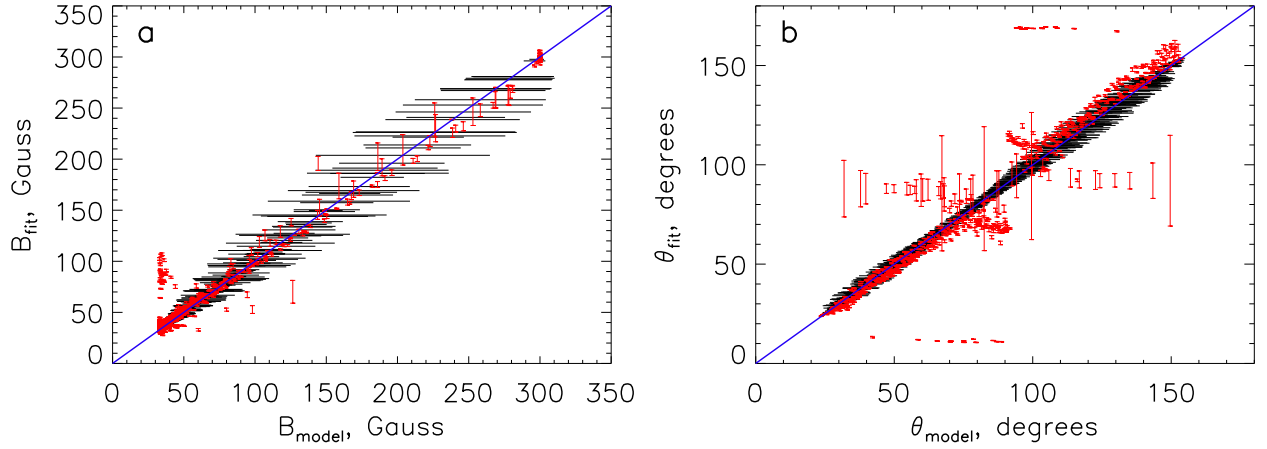 a
350
300
250
200
150
100
50
0
B_fit, Gauss
0 50 100 150 200 250 300 350
B_model, Gauss
b
150
100
50
0
θ_fit, degrees
0 50 100 150
θ_model, degrees